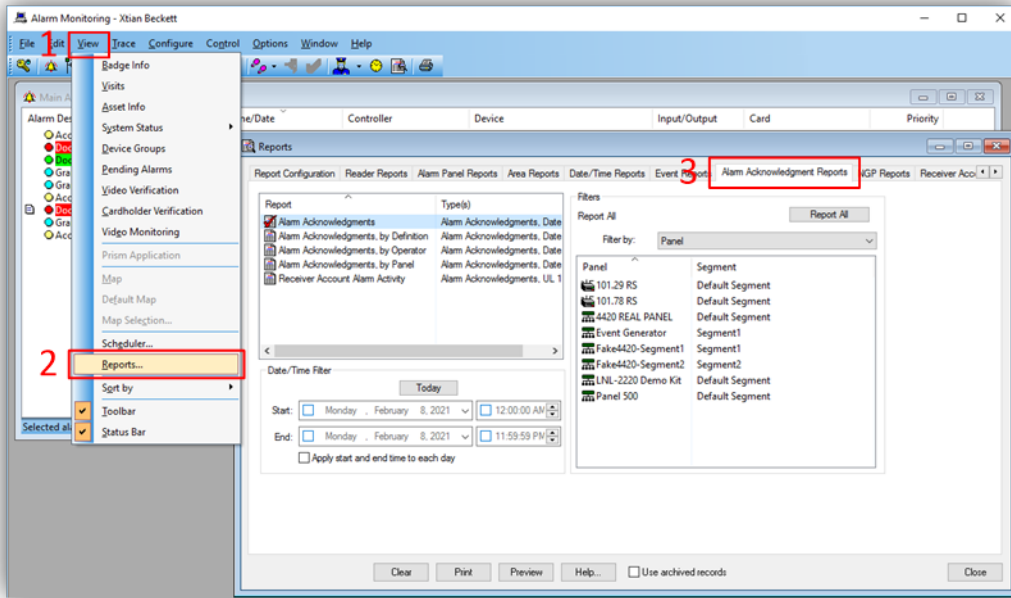 Alarm Monitoring - Xtian Beckett
File Edit View Trace Configure Control Options Window Help
1
Badge Info
Visits
Asset Info
System Status
Device Groups
Pending Alarms
Video Verification
Cardholder Verification
Video Monitoring
Prism Application
Map
Default Map
Map Selection...
Scheduler...
2
Reports...
Sort by
Toolbar
Status Bar
Main A
Alarm Des
Controller Device Input/Output Card Priority
Acc
Doc
Doc
Gra
Gra
Acc
Doc
Gra
Acc
Selected al
Reports
3
Report Configuration Reader Reports Alarm Panel Reports Area Reports Date/Time Reports Event Reports Alarm Acknowledgment Reports NGP Reports Receiver Acco
Report Type(s)
Alarm Acknowledgments Alarm Acknowledgments, Date
Alarm Acknowledgments, by Definition Alarm Acknowledgments, Date
Alarm Acknowledgments, by Operator Alarm Acknowledgments, Date
Alarm Acknowledgments, by Panel Alarm Acknowledgments, Date
Receiver Account Alarm Activity Alarm Acknowledgments, UL 1
Date/Time Filter
Today
Start: Monday , February 8, 2021 12:00:00 AM
End: Monday , February 8, 2021 11:59:59 PM
Apply start and end time to each day
Filters
Report All Report All
Filter by: Panel
Panel Segment
101.29 RS Default Segment
101.78 RS Default Segment
4420 REAL PANEL Default Segment
Event Generator Segment1
Fake4420-Segment1 Segment1
Fake4420-Segment2 Segment2
LNL-2220 Demo Kit Default Segment
Panel 500 Default Segment
Clear Print Preview Help... Use archived records Close